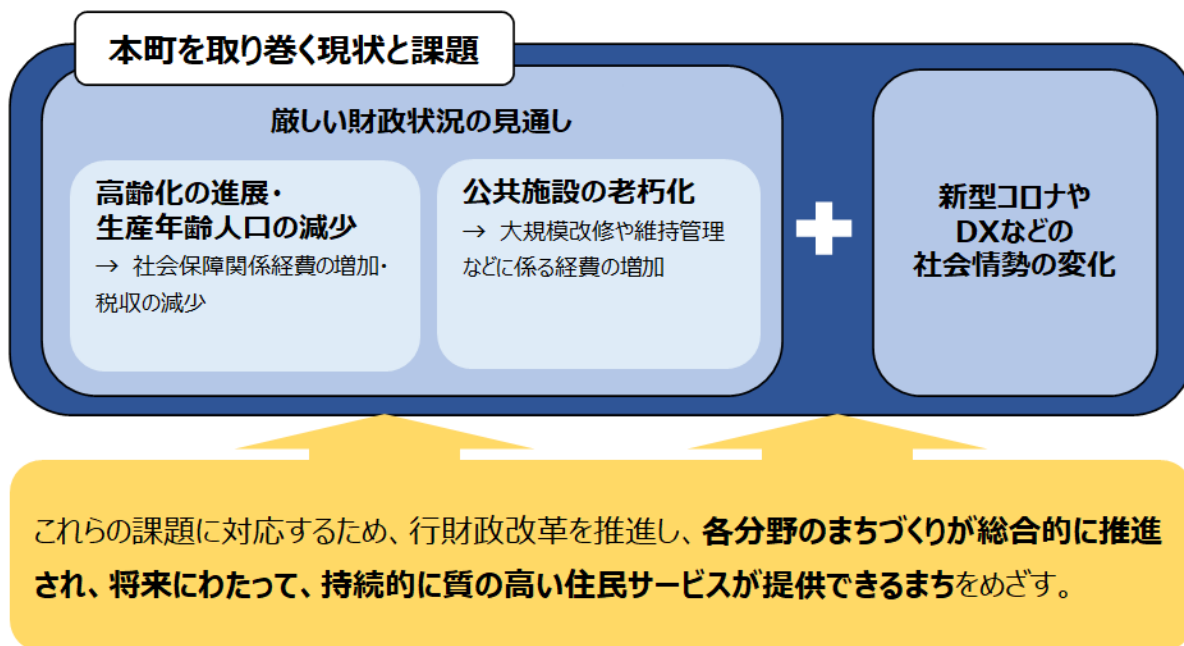 本町を取り巻く現状と課題
厳しい財政状況の見通し
高齢化の進展・
生産年齢人口の減少
→ 社会保障関係経費の増加・
税収の減少
公共施設の老朽化
→ 大規模改修や維持管理
などに係る経費の増加
新型コロナや
DXなどの
社会情勢の変化
これらの課題に対応するため、行財政改革を推進し、各分野のまちづくりが総合的に推進
され、将来にわたって、持続的に質の高い住民サービスが提供できるまちをめざす。